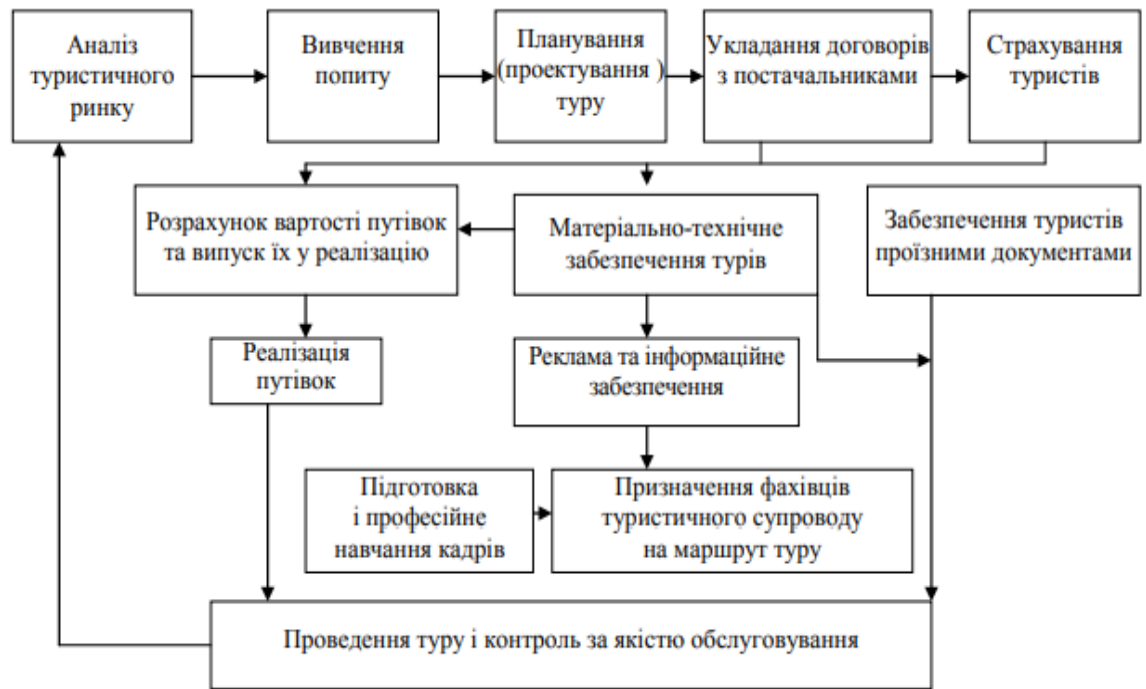 Аналіз
туристичного
ринку
Вивчення
попиту
Планування
(проектування )
туру
Укладання договорів
з постачальниками
Страхування
туристів
Розрахунок вартості путівок
та випуск їх у реалізацію
Матеріально-технічне
забезпечення турів
Забезпечення туристів
проїзними документами
Реалізація
путівок
Реклама та інформаційне
забезпечення
Підготовка
і професійне
навчання кадрів
Призначення фахівців
туристичного супроводу
на маршрут туру
Проведення туру і контроль за якістю обслуговування